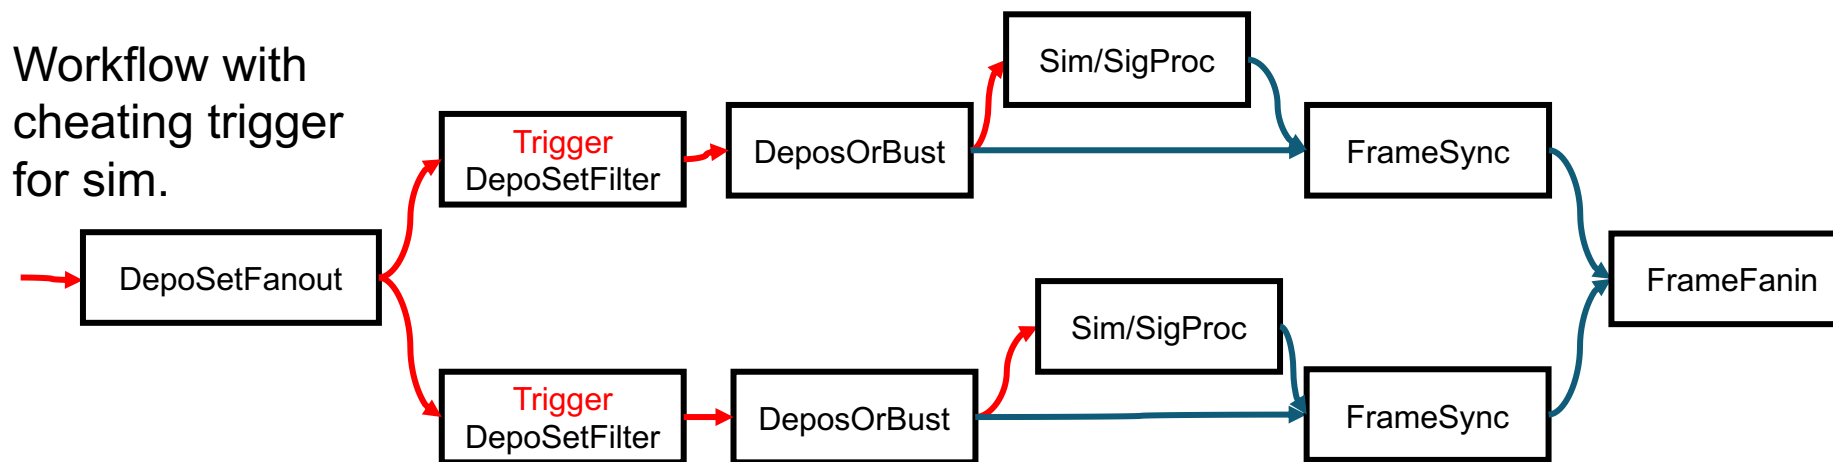 Workflow with
cheating trigger
for sim.
DepoSetFanout
Trigger
DepoSetFilter
DeposOrBust
Sim/SigProc
FrameSync
Trigger
DepoSetFilter
DeposOrBust
Sim/SigProc
FrameSync
FrameFanin